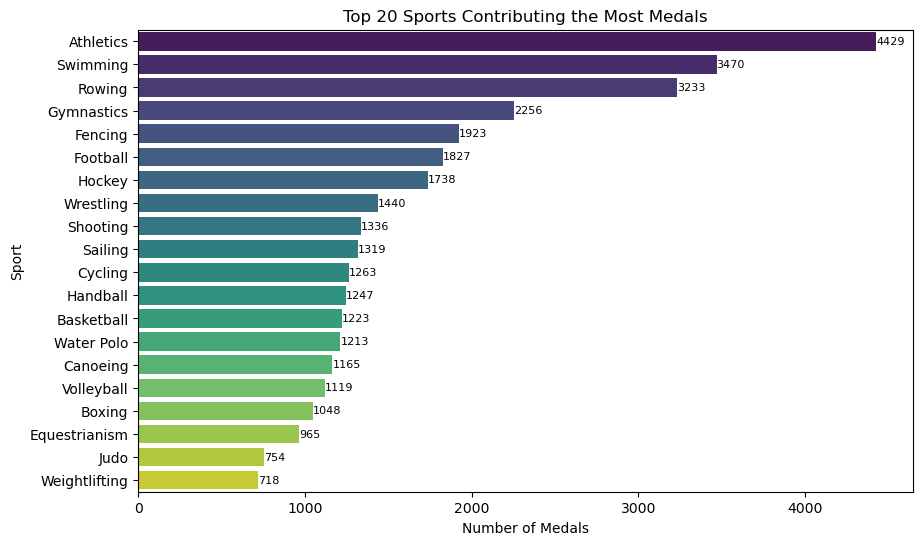 Top 20 Sports Contributing the Most Medals
Athletics 4429
Swimming 3470
Rowing 3233
Gymnastics 2256
Fencing 1923
Football 1827
Hockey 1738
Wrestling 1440
Shooting 1336
Sailing 1319
Cycling 1263
Handball 1247
Basketball 1223
Water Polo 1213
Canoeing 1165
Volleyball 1119
Boxing 1048
Equestrianism 965
Judo 754
Weightlifting 718
Sport
0 1000 2000 3000 4000
Number of Medals